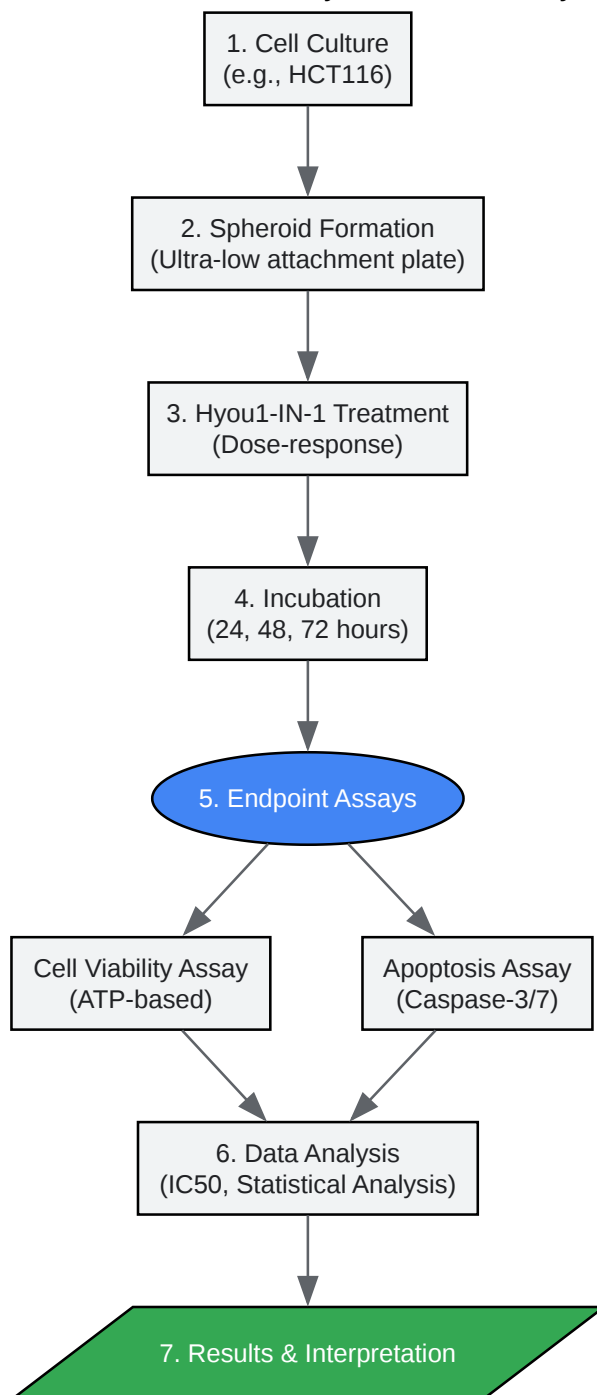 1. Cell Culture
(e.g., HCT116)
2. Spheroid Formation
(Ultra-low attachment plate)
3. Hyou1-IN-1 Treatment
(Dose-response)
4. Incubation
(24, 48, 72 hours)
5. Endpoint Assays
Cell Viability Assay
(ATP-based)
Apoptosis Assay
(Caspase-3/7)
6. Data Analysis
(IC50, Statistical Analysis)
7. Results & Interpretation